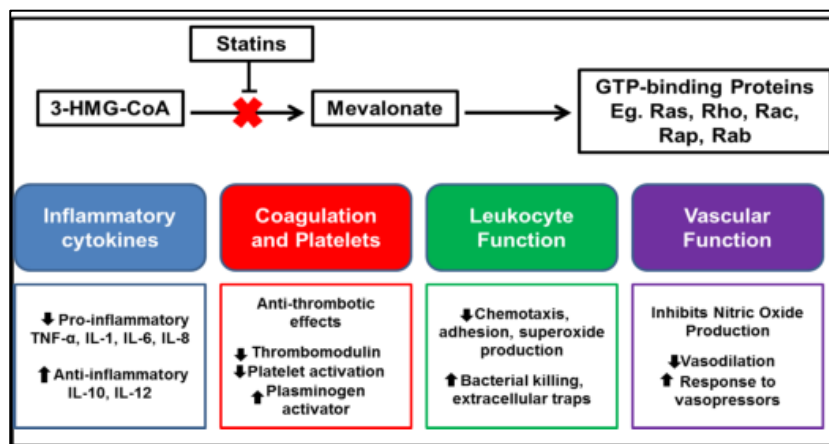 Statins
3-HMG-CoA
Mevalonate
GTP-binding Proteins
Eg. Ras, Rho, Rac,
Rap, Rab
Inflammatory
cytokines
Coagulation
and Platelets
Leukocyte
Function
Vascular
Function
Pro-inflammatory
TNF-α, IL-1, IL-6, IL-8
Anti-inflammatory
IL-10, IL-12
Anti-thrombotic
effects
Thrombomodulin
Platelet activation
Plasminogen
activator
Chemotaxis,
adhesion, superoxide
production
Bacterial killing,
extracellular traps
Inhibits Nitric Oxide
Production
Vasodilation
Response to
vasopressors